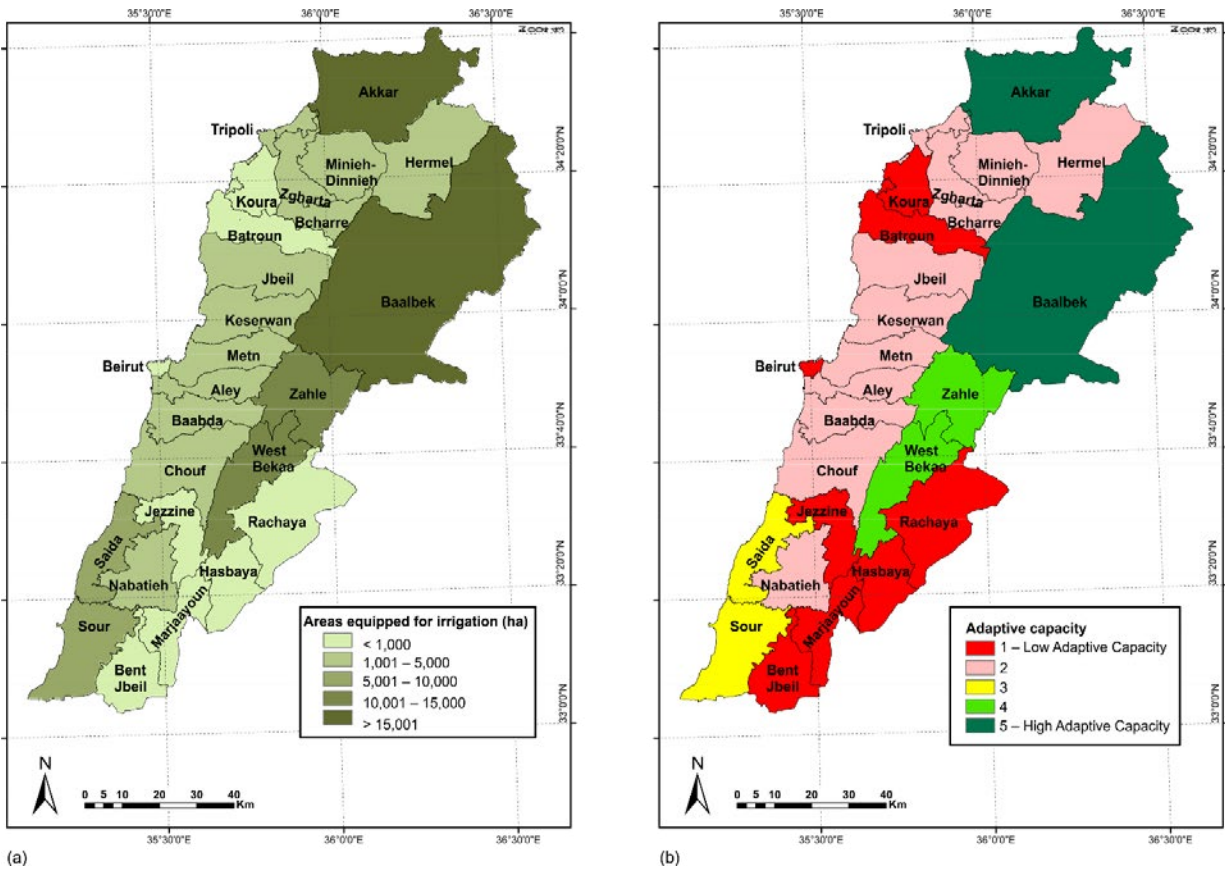 35°30'0"E 36°0'0"E 36°30'0"E
Akkar
Tripoli
Minieh-
Dinnieh
Hermel
34°20'0"N
Koura
Zgharta
Bcharre
Batroun
Jbeil
Baalbek
34°0'0"N
Keserwan
Metn
Beirut
Aley
Zahle
Baabda
33°40'0"N
West
Bekaa
Chouf
Jezzine
Rachaya
Saida
Hasbaya
Nabatieh
33°20'0"N
Marjaayoun
Sour
Bent
Jbeil
33°0'0"N
Areas equipped for irrigation (ha)
< 1,000
1,001 – 5,000
5,001 – 10,000
10,001 – 15,000
> 15,001
N
0 5 10 20 30 40
Km
35°30'0"E 36°0'0"E 36°30'0"E
(a)
35°30'0"E 36°0'0"E 36°30'0"E
Akkar
Tripoli
Minieh-
Dinnieh
Hermel
34°20'0"N
Koura
Zgharta
Bcharre
Batroun
Jbeil
Baalbek
34°0'0"N
Keserwan
Metn
Beirut
Aley
Zahle
Baabda
33°40'0"N
West
Bekaa
Chouf
Jezzine
Rachaya
Saida
Hasbaya
Nabatieh
33°20'0"N
Marjaayoun
Sour
Bent
Jbeil
33°0'0"N
Adaptive capacity
1 – Low Adaptive Capacity
2
3
4
5 – High Adaptive Capacity
N
0 5 10 20 30 40
Km
35°30'0"E 36°0'0"E 36°30'0"E
(b)